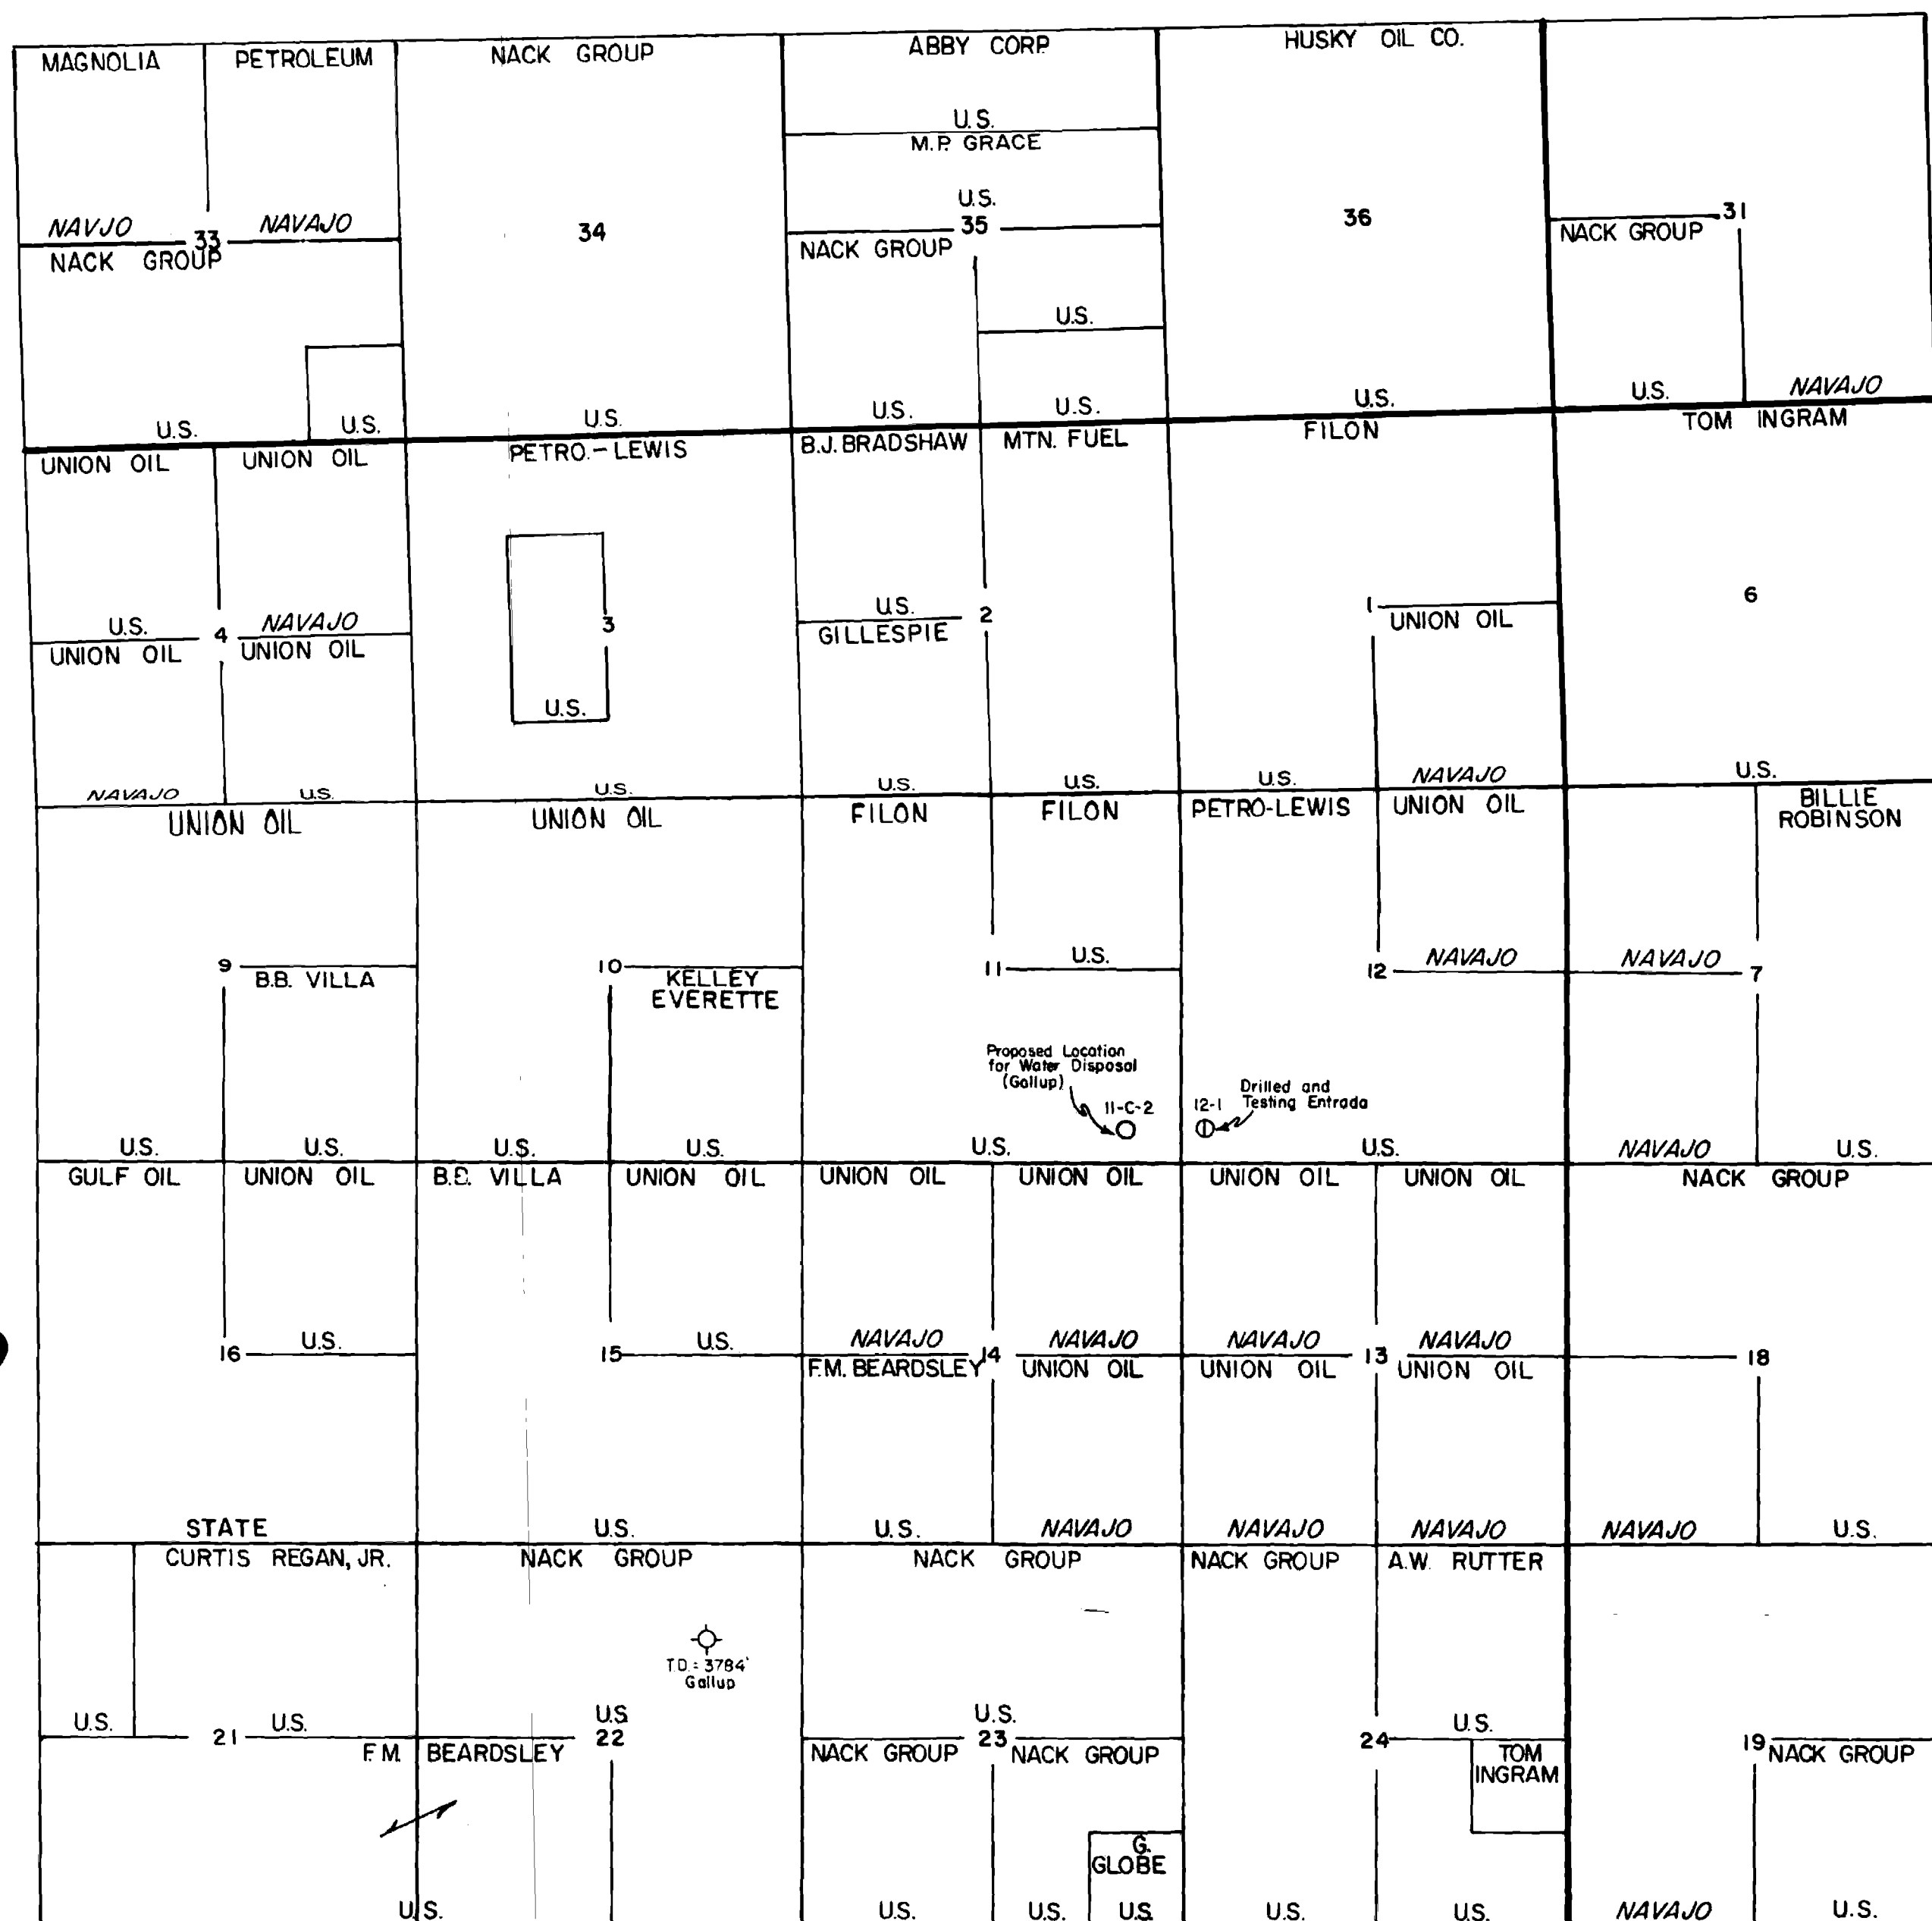 MAGNOLIA PETROLEUM NACK GROUP ABBY CORP. HUSKY OIL CO.
U.S.
M.P. GRACE
U.S.
NAVJO 33 NAVAJO 34 35 36 31
NACK GROUP NACK GROUP NACK GROUP
U.S.
U.S. U.S. U.S. U.S. U.S. U.S. U.S. NAVAJO
UNION OIL UNION OIL PETRO.-LEWIS B.J. BRADSHAW MTN. FUEL FILON TOM INGRAM
U.S. 4 NAVAJO 3 U.S. 2 1 6
UNION OIL UNION OIL GILLESPIE UNION OIL
U.S.
NAVAJO U.S. U.S. U.S. U.S. U.S. NAVAJO U.S.
UNION OIL UNION OIL FILON FILON PETRO-LEWIS UNION OIL BILLIE
ROBINSON
9 10 11 U.S. 12 NAVAJO NAVAJO 7
B.B. VILLA KELLEY
EVERETTE
Proposed Location
for Water Disposal
(Gallup)
11-C-2
12-1
Drilled and
Testing Entrada
U.S. U.S. U.S. U.S. U.S. U.S. NAVAJO U.S.
GULF OIL UNION OIL B.B. VILLA UNION OIL UNION OIL UNION OIL UNION OIL UNION OIL NACK GROUP
16 U.S. 15 U.S. NAVAJO 14 NAVAJO NAVAJO 13 NAVAJO 18
F.M. BEARDSLEY UNION OIL UNION OIL UNION OIL
STATE U.S. U.S. NAVAJO NAVAJO NAVAJO NAVAJO U.S.
CURTIS REGAN, JR. NACK GROUP NACK GROUP NACK GROUP A.W. RUTTER
T.D. = 3784'
Gallup
U.S. 21 U.S. U.S. 22 U.S. 23 24 U.S. 19
F.M. BEARDSLEY NACK GROUP NACK GROUP TOM
INGRAM
NACK GROUP
G.
GLOBE
U.S. U.S. U.S. U.S. U.S. U.S. NAVAJO U.S.